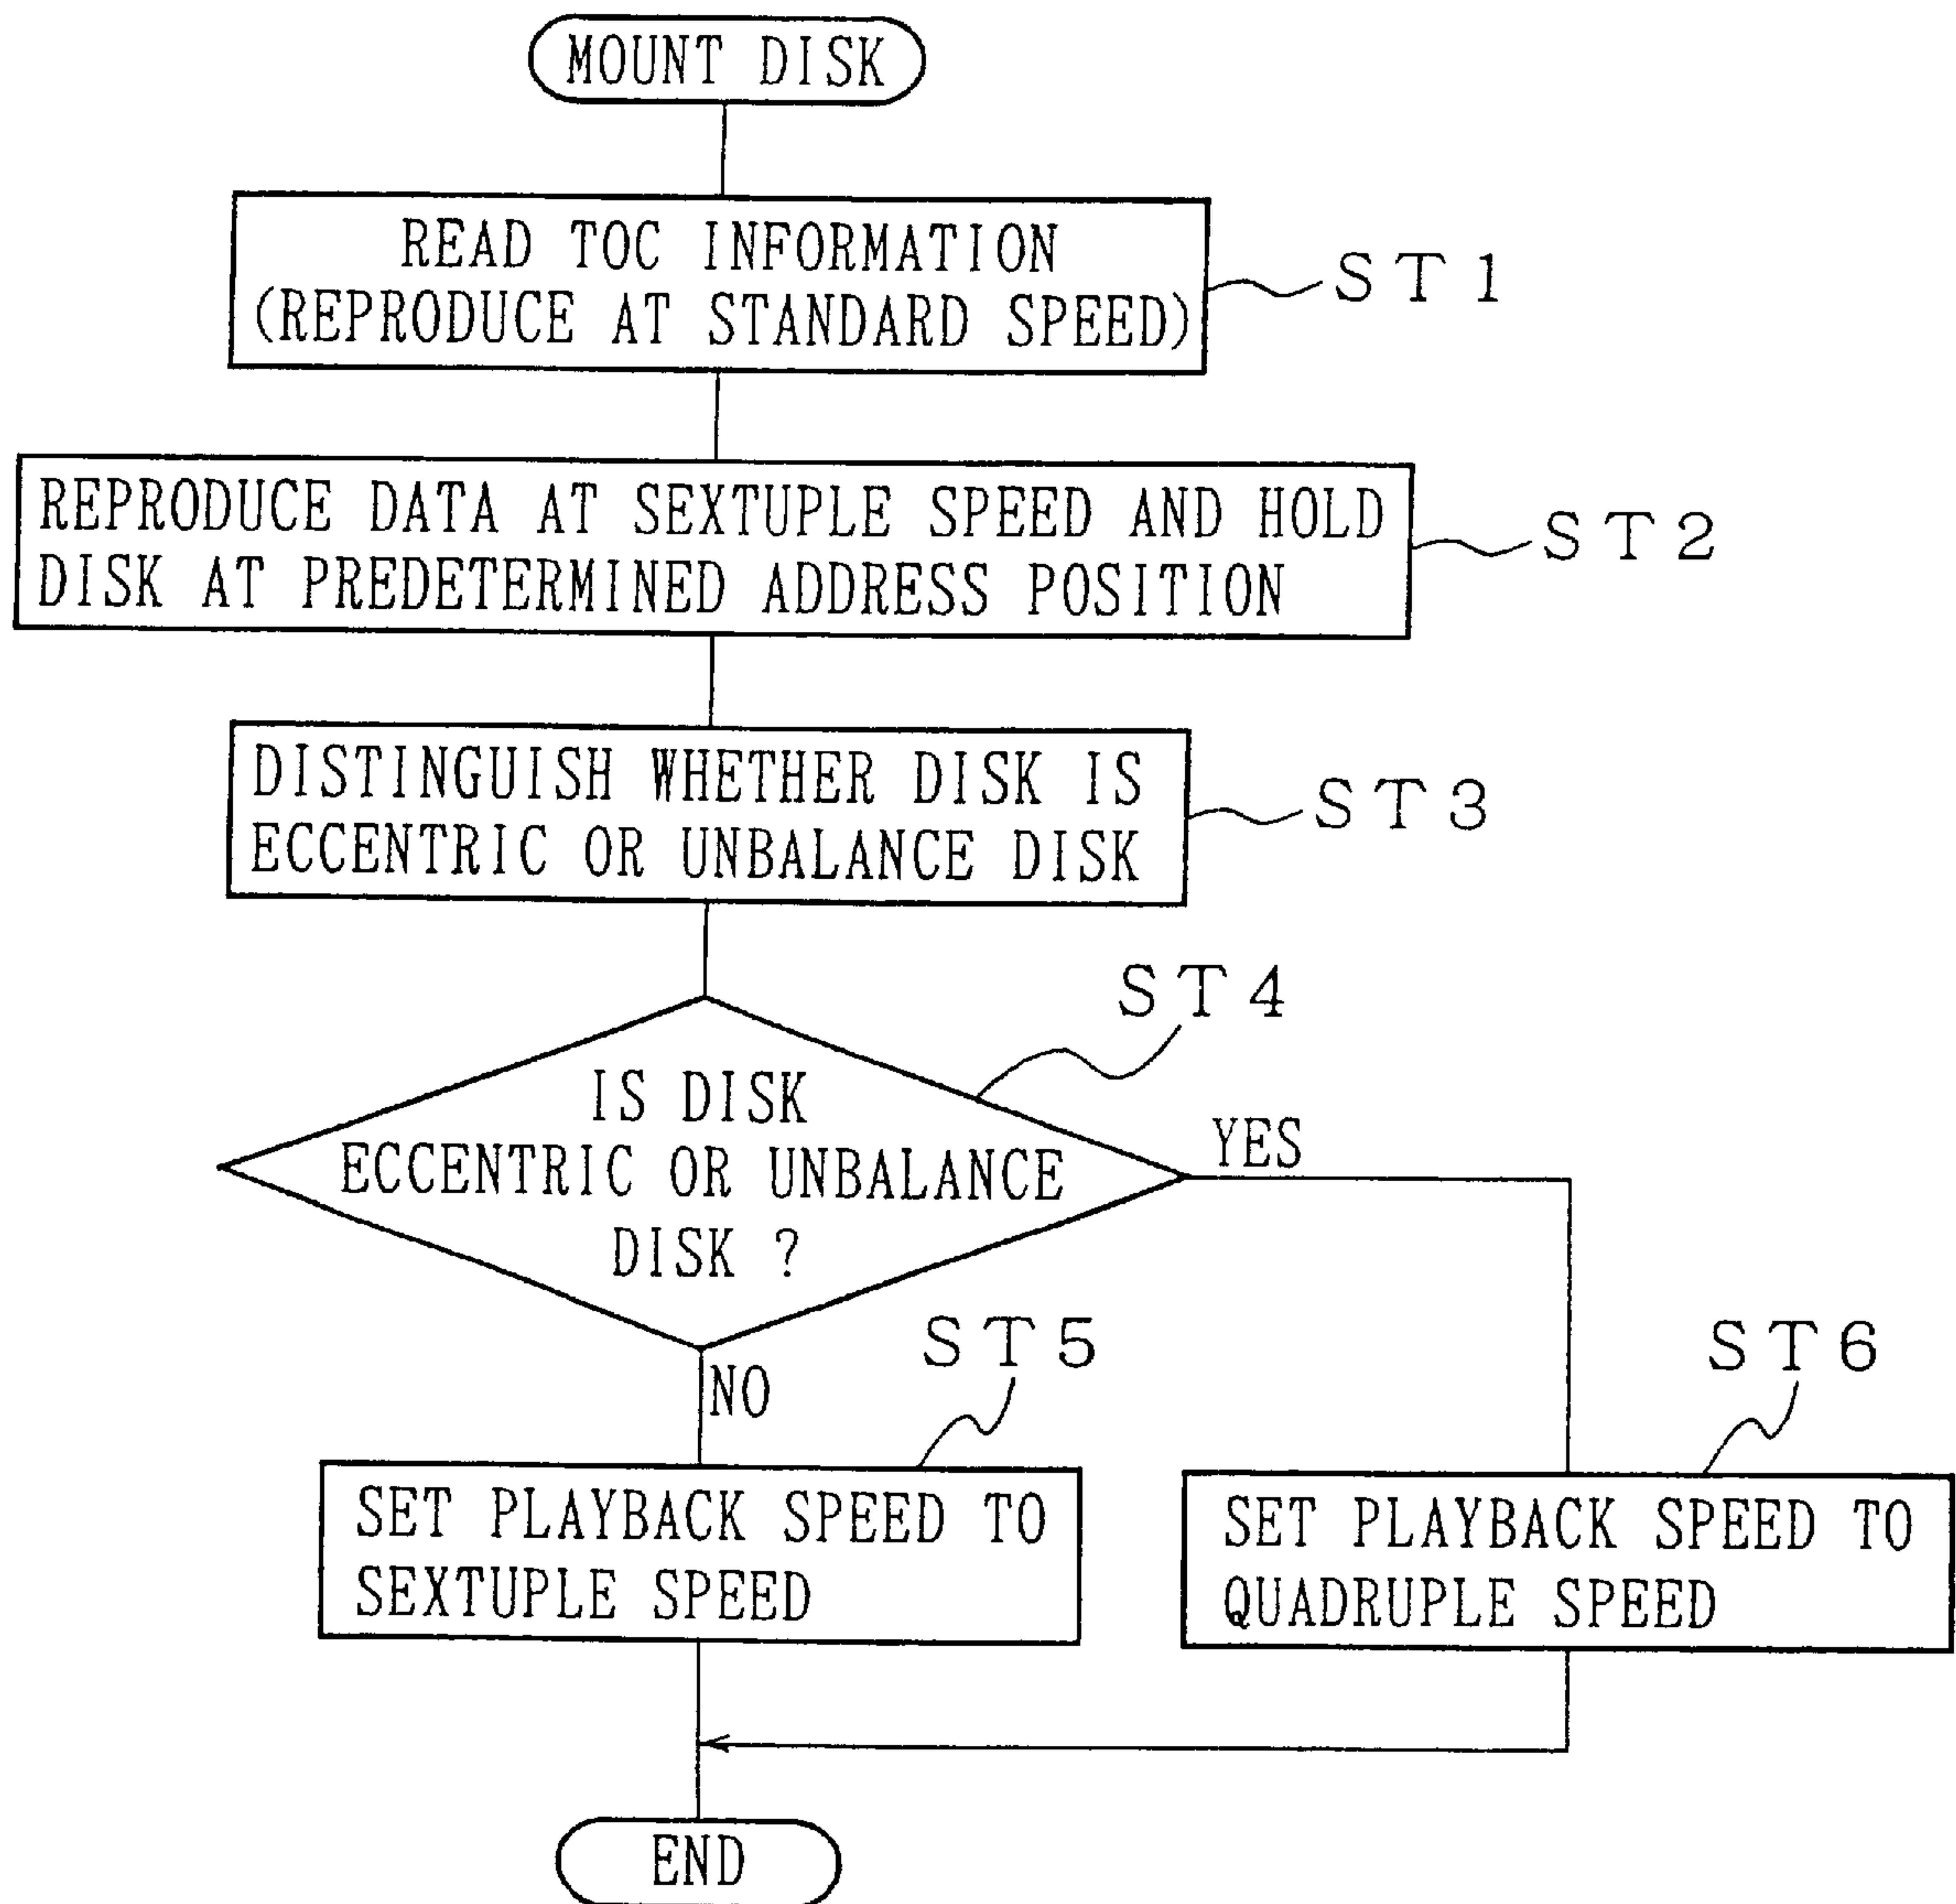 MOUNT DISK
READ TOC INFORMATION
(REPRODUCE AT STANDARD SPEED)
ST1
REPRODUCE DATA AT SEXTUPLE SPEED AND HOLD
DISK AT PREDETERMINED ADDRESS POSITION
ST2
DISTINGUISH WHETHER DISK IS
ECCENTRIC OR UNBALANCE DISK
ST3
ST4
IS DISK
ECCENTRIC OR UNBALANCE
DISK ?
YES
NO
ST5
ST6
SET PLAYBACK SPEED TO
SEXTUPLE SPEED
SET PLAYBACK SPEED TO
QUADRUPLE SPEED
END